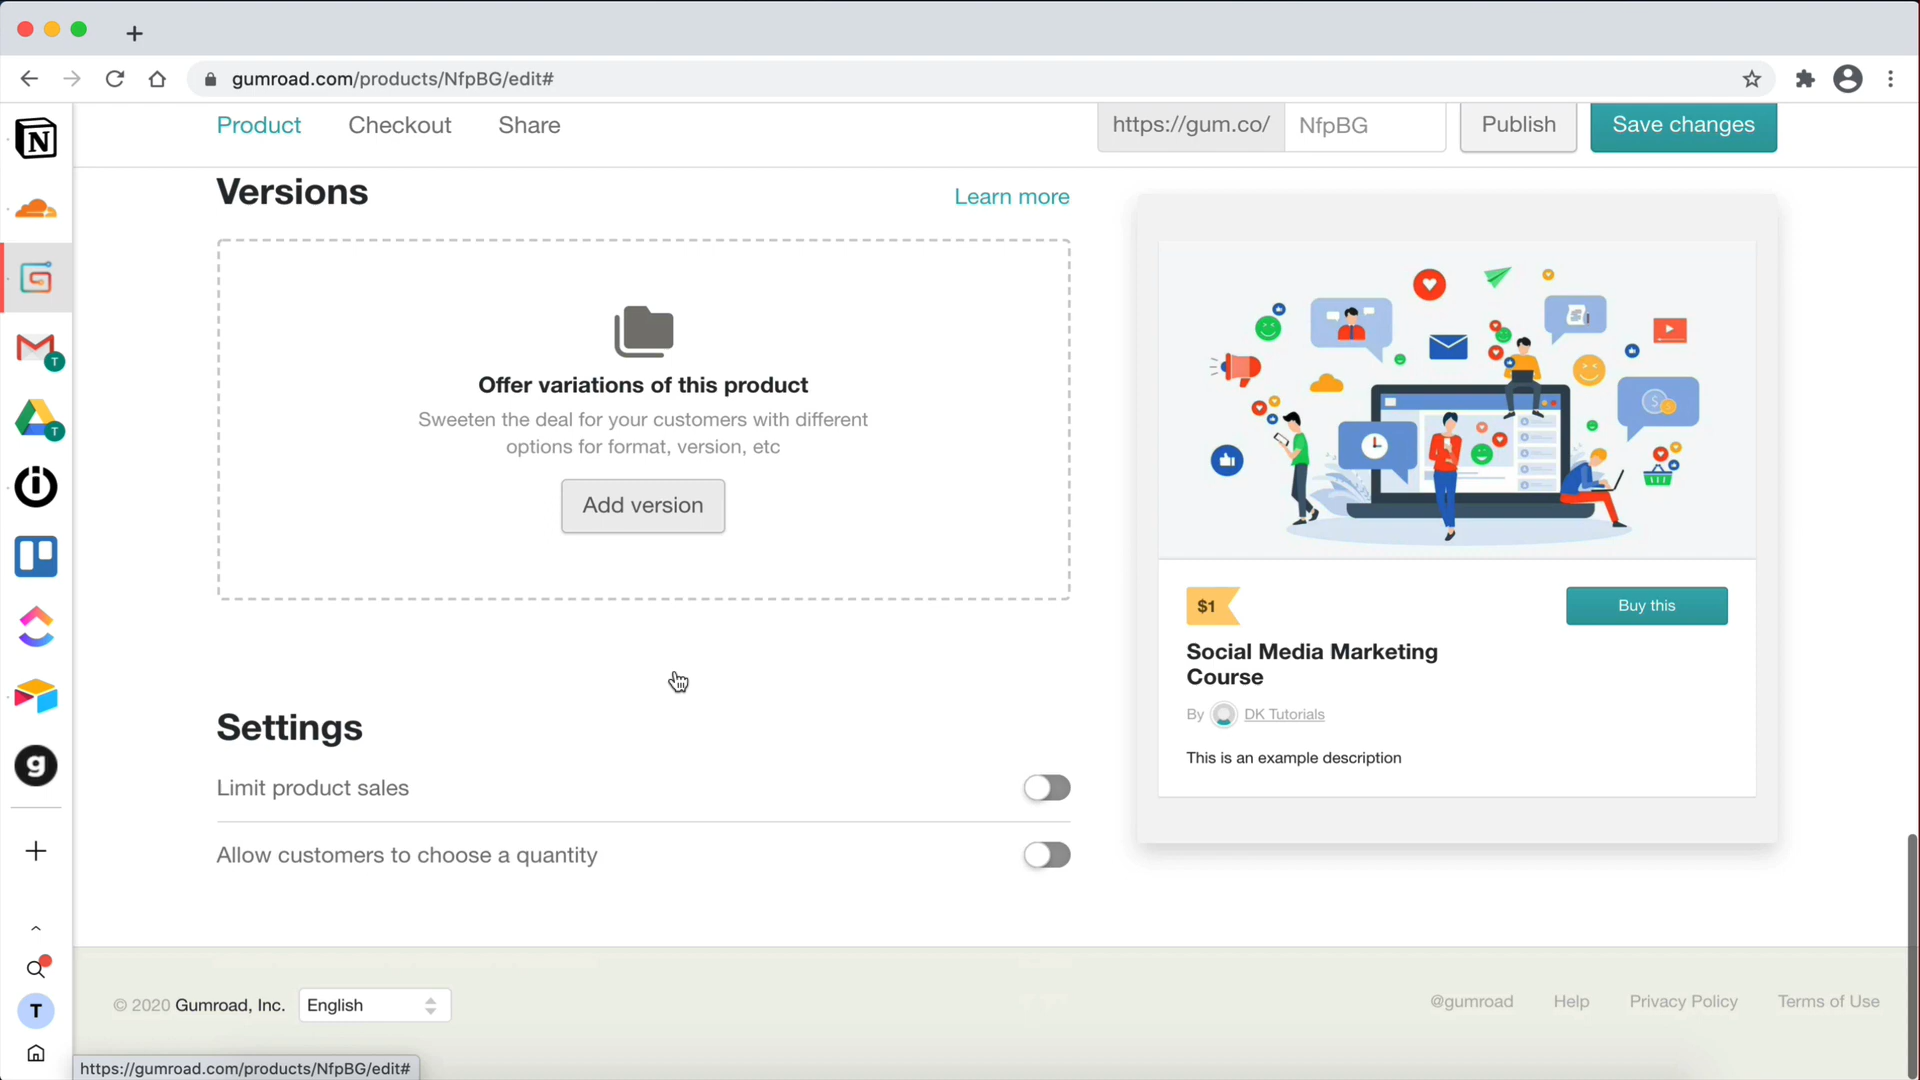 gumroad.com/products/NfpBG/edit#
Product
Checkout
Share
https://gum.co/
NfpBG
Publish
Save changes
Versions
Learn more
Offer variations of this product
Sweeten the deal for your customers with different
options for format, version, etc
Add version
$1
Buy this
Social Media Marketing
Course
By
DK Tutorials
This is an example description
Settings
Limit product sales
Allow customers to choose a quantity
T
T
g
T
© 2020 Gumroad, Inc.
English
@gumroad
Help
Privacy Policy
Terms of Use
https://gumroad.com/products/NfpBG/edit#